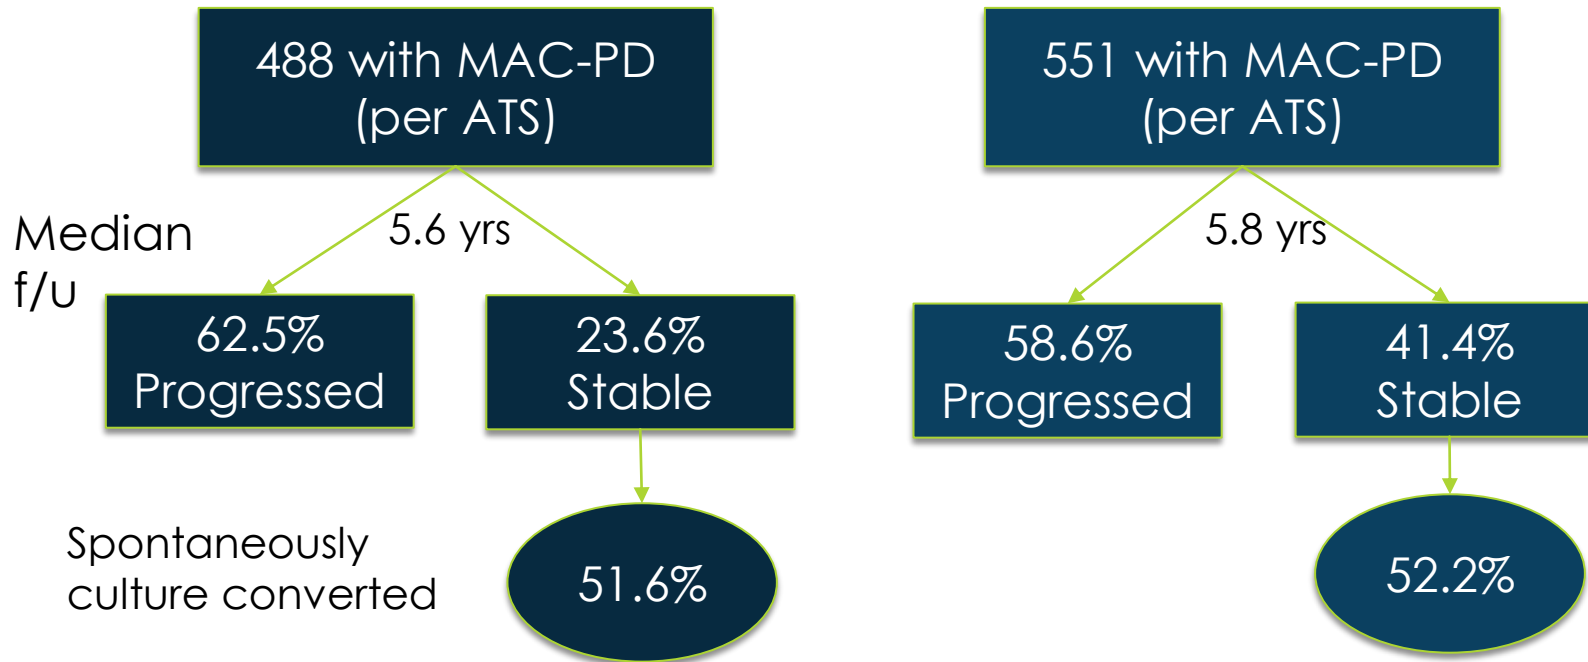 488 with MAC-PD
(per ATS)
551 with MAC-PD
(per ATS)
Median
f/u
5.6 yrs
5.8 yrs
62.5%
Progressed
23.6%
Stable
58.6%
Progressed
41.4%
Stable
Spontaneously
culture converted
51.6%
52.2%